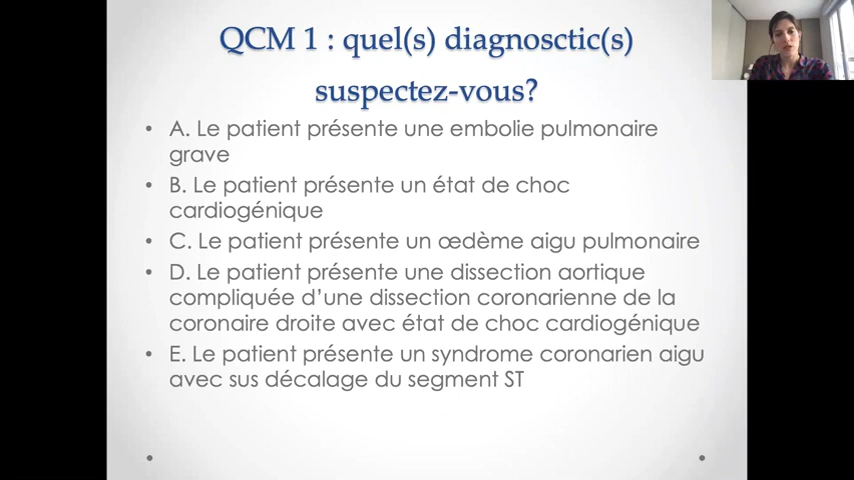 QCM 1 : quel(s) diagnosctic(s)
suspectez-vous?
• A. Le patient présente une embolie pulmonaire
grave
• B. Le patient présente un état de choc
cardiogénique
• C. Le patient présente un œdème aigu pulmonaire
• D. Le patient présente une dissection aortique
compliquée d’une dissection coronarienne de la
coronaire droite avec état de choc cardiogénique
• E. Le patient présente un syndrome coronarien aigu
avec sus décalage du segment ST